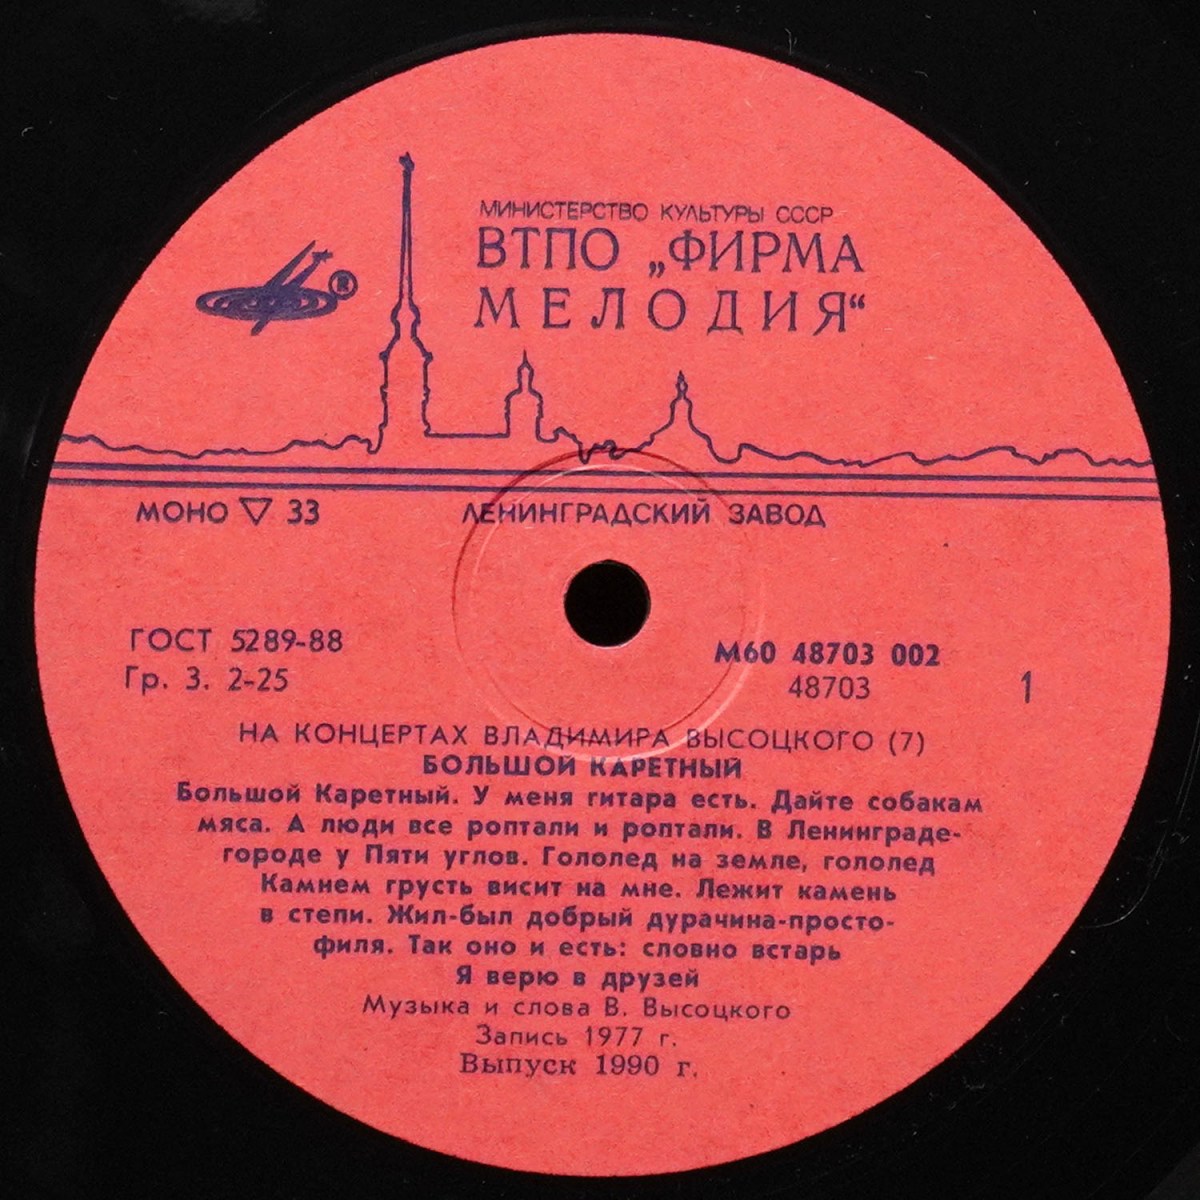 МИНИСТЕРСТВО КУЛЬТУРЫ СССР
ВТПО „ФИРМА
МЕЛОДИЯ“
®
МОНО ▽ 33
ЛЕНИНГРАДСКИЙ ЗАВОД
ГОСТ 5289-88
Гр. 3. 2-25
М60 48703 002
48703
1
НА КОНЦЕРТАХ ВЛАДИМИРА ВЫСОЦКОГО (7)
БОЛЬШОЙ КАРЕТНЫЙ
Большой Каретный. У меня гитара есть. Дайте собакам
мяса. А люди все роптали и роптали. В Ленинграде-
городе у Пяти углов. Гололед на земле, гололед
Камнем грусть висит на мне. Лежит камень
в степи. Жил-был добрый дурачина-просто-
филя. Так оно и есть: словно встарь
Я верю в друзей
Музыка и слова В. Высоцкого
Запись 1977 г.
Выпуск 1990 г.